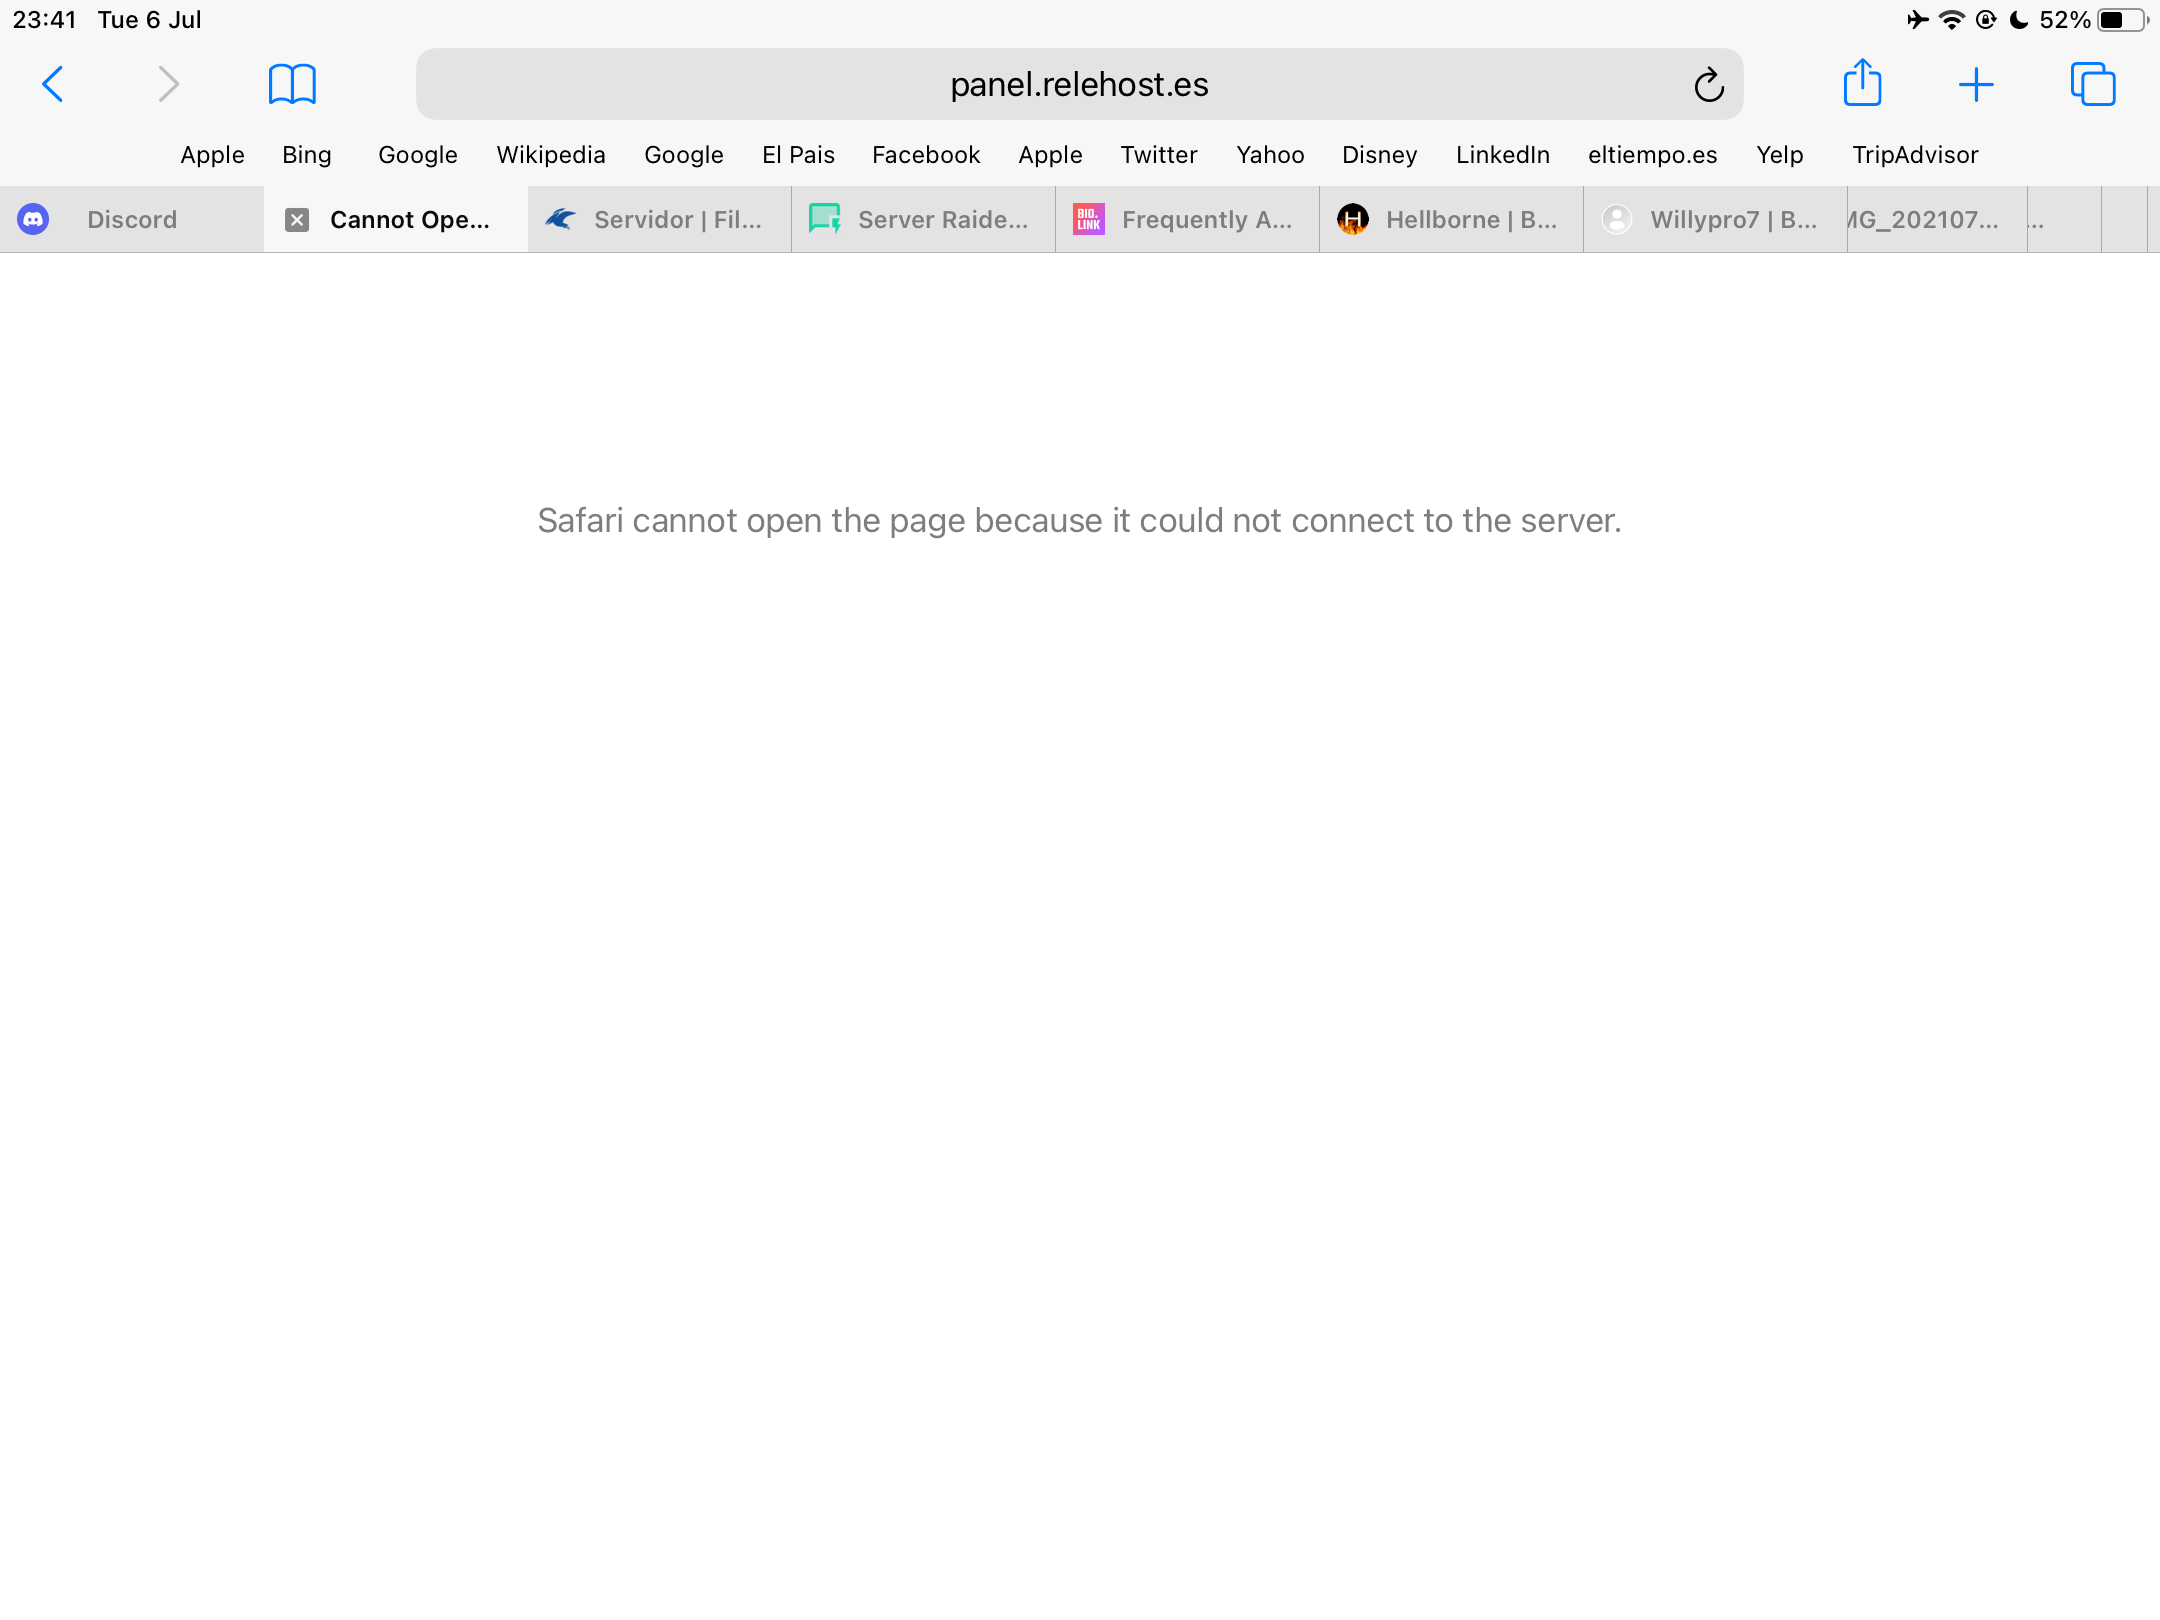 23:41 Tue 6 Jul 52%
panel.relehost.es
Apple Bing Google Wikipedia Google El Pais Facebook Apple Twitter Yahoo Disney LinkedIn eltiempo.es Yelp TripAdvisor
Discord Cannot Ope... Servidor | Fil... Server Raide... BIO. LINK Frequently A... H Hellborne | B... Willypro7 | B... MG_202107... ...
Safari cannot open the page because it could not connect to the server.